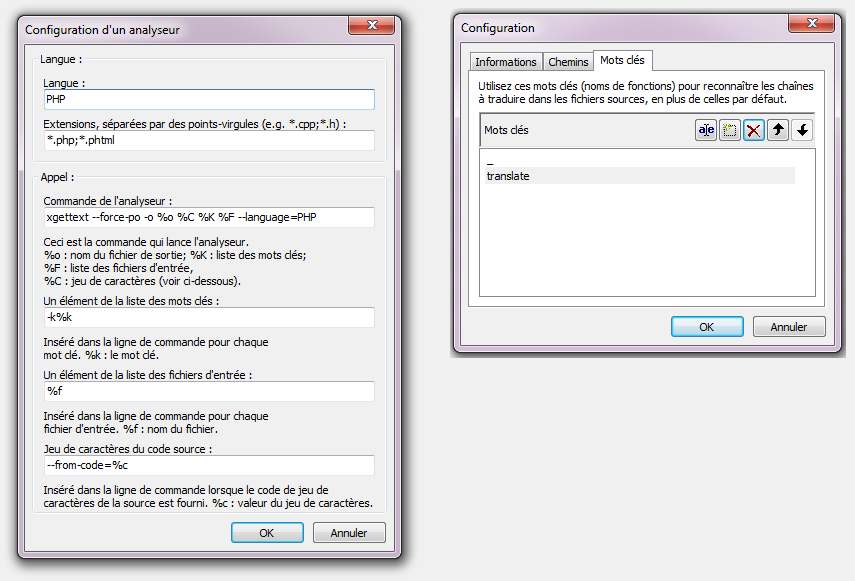 Configuration d'un analyseur
Langue :
Langue :
PHP
Extensions, séparées par des points-virgules (e.g. *.cpp;*.h) :
*.php;*.phtml
Appel :
Commande de l'analyseur :
xgettext --force-po -o %o %C %K %F --language=PHP
Ceci est la commande qui lance l'analyseur.
%o : nom du fichier de sortie; %K : liste des mots clés;
%F : liste des fichiers d'entrée,
%C : jeu de caractères (voir ci-dessous).
Un élément de la liste des mots clés :
-k%k
Inséré dans la ligne de commande pour chaque
mot clé. %k : le mot clé.
Un élément de la liste des fichiers d'entrée :
%f
Inséré dans la ligne de commande pour chaque
fichier d'entrée. %f : nom du fichier.
Jeu de caractères du code source :
--from-code=%c
Inséré dans la ligne de commande lorsque le code de jeu de
caractères de la source est fourni. %c : valeur du jeu de caractères.
OK Annuler
Configuration
Informations Chemins Mots clés
Utilisez ces mots clés (noms de fonctions) pour reconnaître les chaînes
à traduire dans les fichiers sources, en plus de celles par défaut.
Mots clés aeI
_
translate
OK Annuler